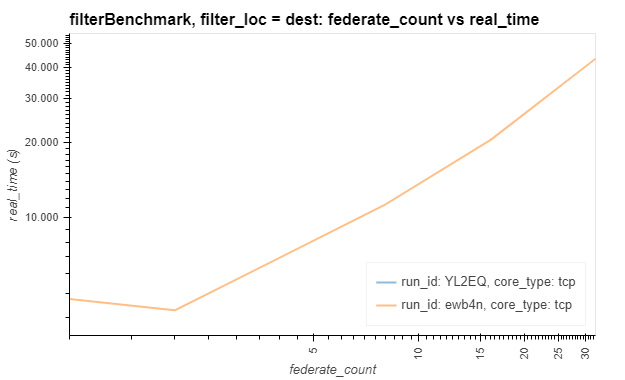 filterBenchmark, filter_loc = dest: federate_count vs real_time
50.000
40.000
30.000
20.000
10.000
real_time (s)
run_id: YL2EQ, core_type: tcp
run_id: ewb4n, core_type: tcp
5
10
15
20
25
30
federate_count